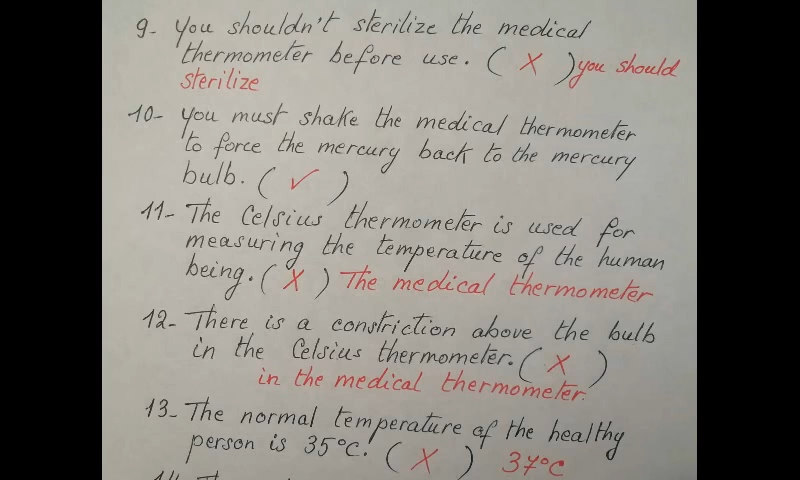 9- you shouldn't sterilize the medical
thermometer before use. ( X ) you should
sterilize
10- you must shake the medical thermometer
to force the mercury back to the mercury
bulb. ( ✓ )
11- The Celsius thermometer is used for
measuring the temperature of the human
being. ( X ) The medical thermometer
12- There is a constriction above the bulb
in the Celsius thermometer. ( X )
in the medical thermometer.
13- The normal temperature of the healthy
person is 35°C. ( X ) 37°C